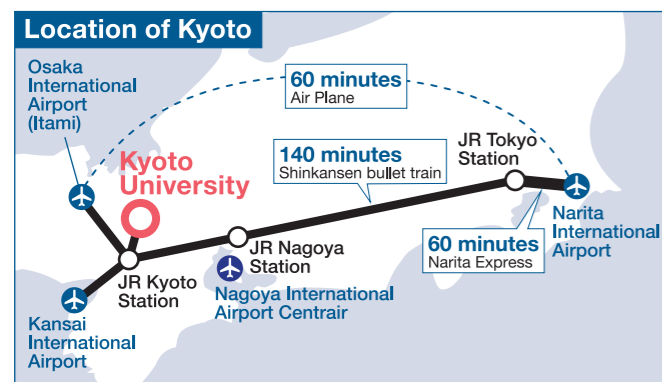 Location of Kyoto
Osaka
International
Airport
(Itami)
60 minutes
Air Plane
Kyoto
University
140 minutes
Shinkansen bullet train
JR Tokyo
Station
Narita
International
Airport
60 minutes
Narita Express
JR Nagoya
Station
JR Kyoto
Station
Nagoya International
Airport Centrair
Kansai
International
Airport